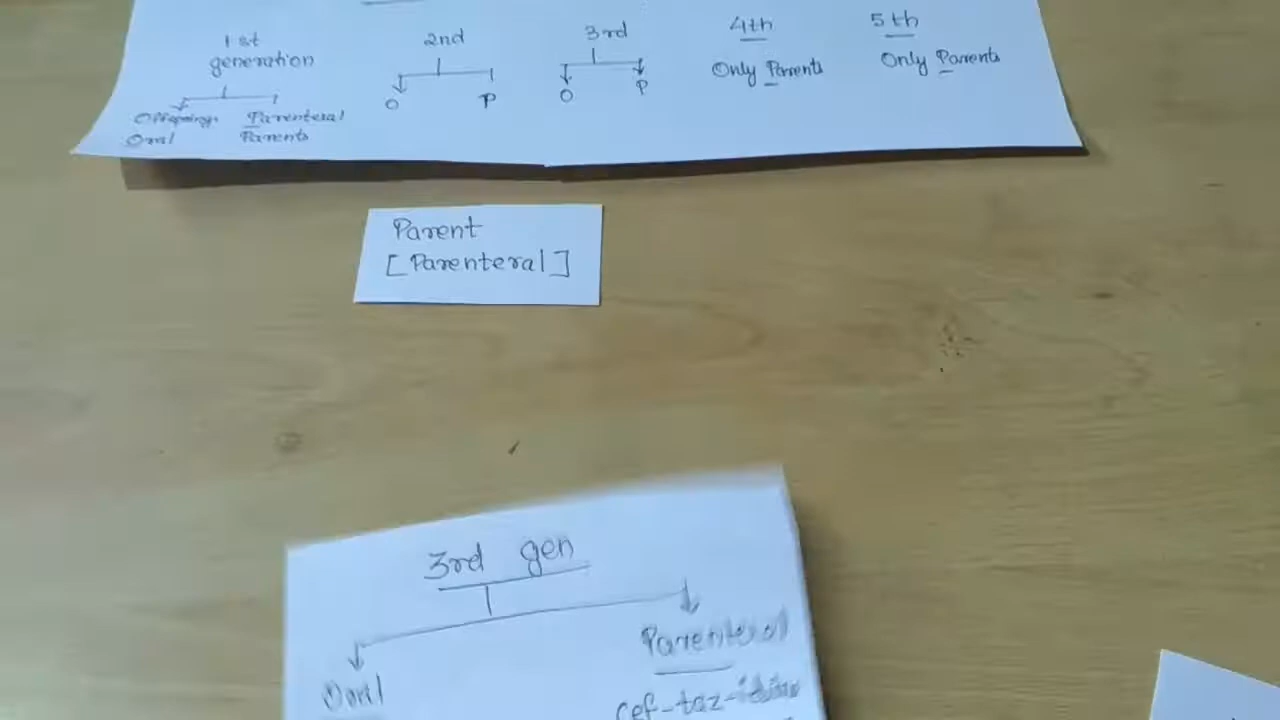 1st
generation
Offsprings
Oral
Parenteral
Parents
2nd
O
P
3rd
O
P
4th
Only Parents
5th
Only Parents
Parent
[Parenteral]
3rd gen
Oral
Parenteral